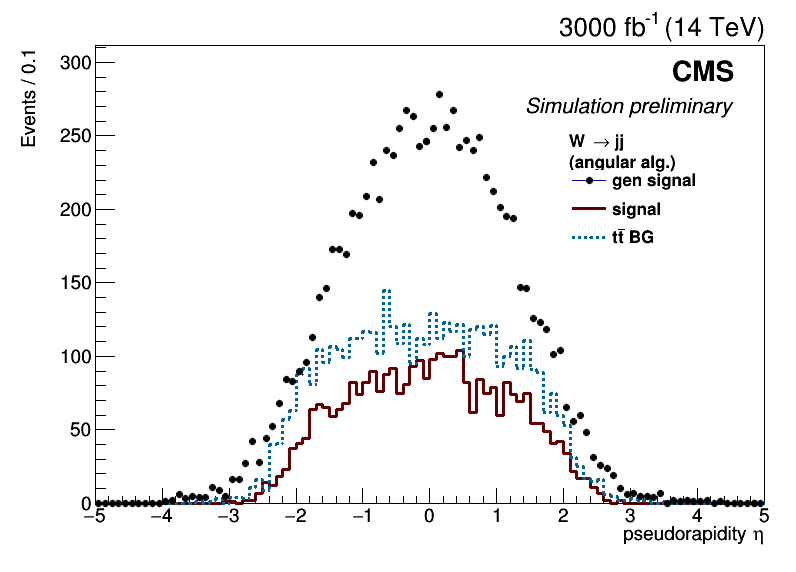 3000 fb⁻¹ (14 TeV)
CMS
Simulation preliminary
W → jj
(angular alg.)
gen signal
signal
tt̄ BG
Events / 0.1
300
250
200
150
100
50
0
−5 −4 −3 −2 −1 0 1 2 3 4 5
pseudorapidity η